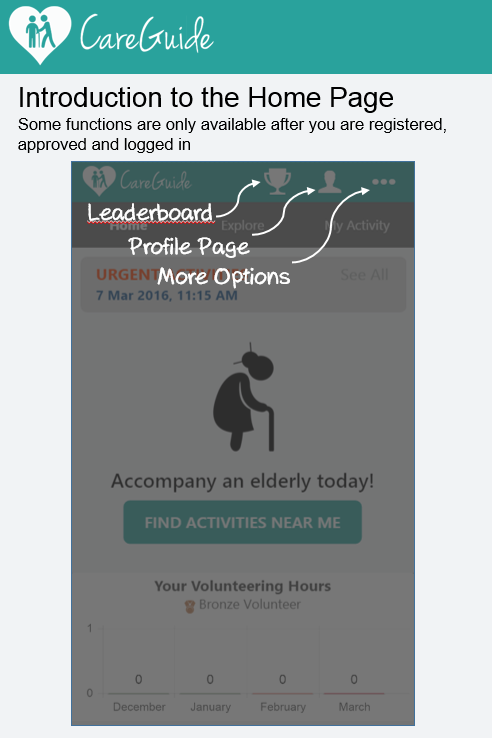 CareGuide
Introduction to the Home Page
Some functions are only available after you are registered,
approved and logged in
CareGuide
Leaderboard
Home
Explore
My Activity
Profile Page
More Options
URGENT
See All
7 Mar 2016, 11:15 AM
Accompany an elderly today!
FIND ACTIVITIES NEAR ME
Your Volunteering Hours
Bronze Volunteer
1
0 0 0 0
0
December January February March